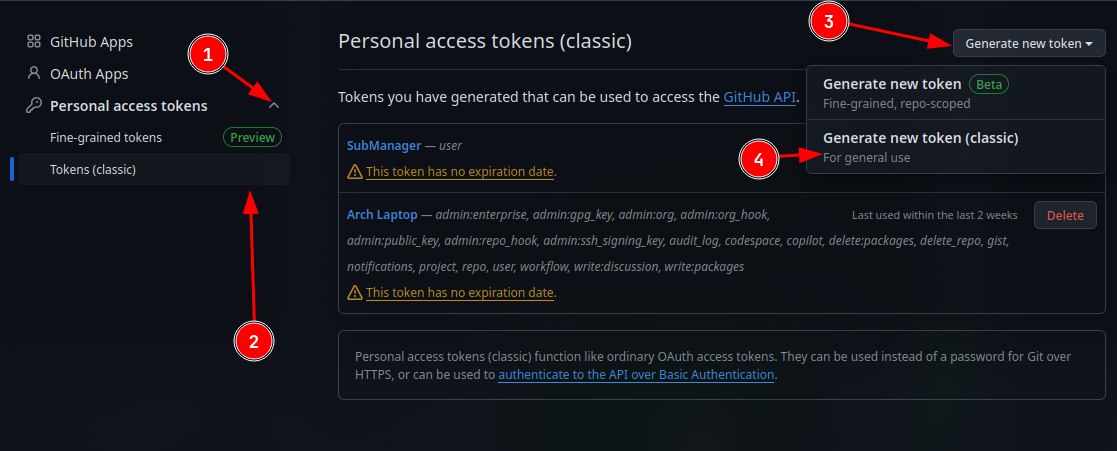 GitHub Apps
OAuth Apps
Personal access tokens
Fine-grained tokens Preview
Tokens (classic)
1
2
Personal access tokens (classic)
3
Generate new token
Generate new token Beta
Fine-grained, repo-scoped
4
Generate new token (classic)
For general use
Tokens you have generated that can be used to access the GitHub API.
SubManager — user
This token has no expiration date.
Arch Laptop — admin:enterprise, admin:gpg_key, admin:org, admin:org_hook,
Last used within the last 2 weeks
Delete
admin:public_key, admin:repo_hook, admin:ssh_signing_key, audit_log, codespace, copilot, delete:packages, delete_repo, gist,
notifications, project, repo, user, workflow, write:discussion, write:packages
This token has no expiration date.
Personal access tokens (classic) function like ordinary OAuth access tokens. They can be used instead of a password for Git over
HTTPS, or can be used to authenticate to the API over Basic Authentication.